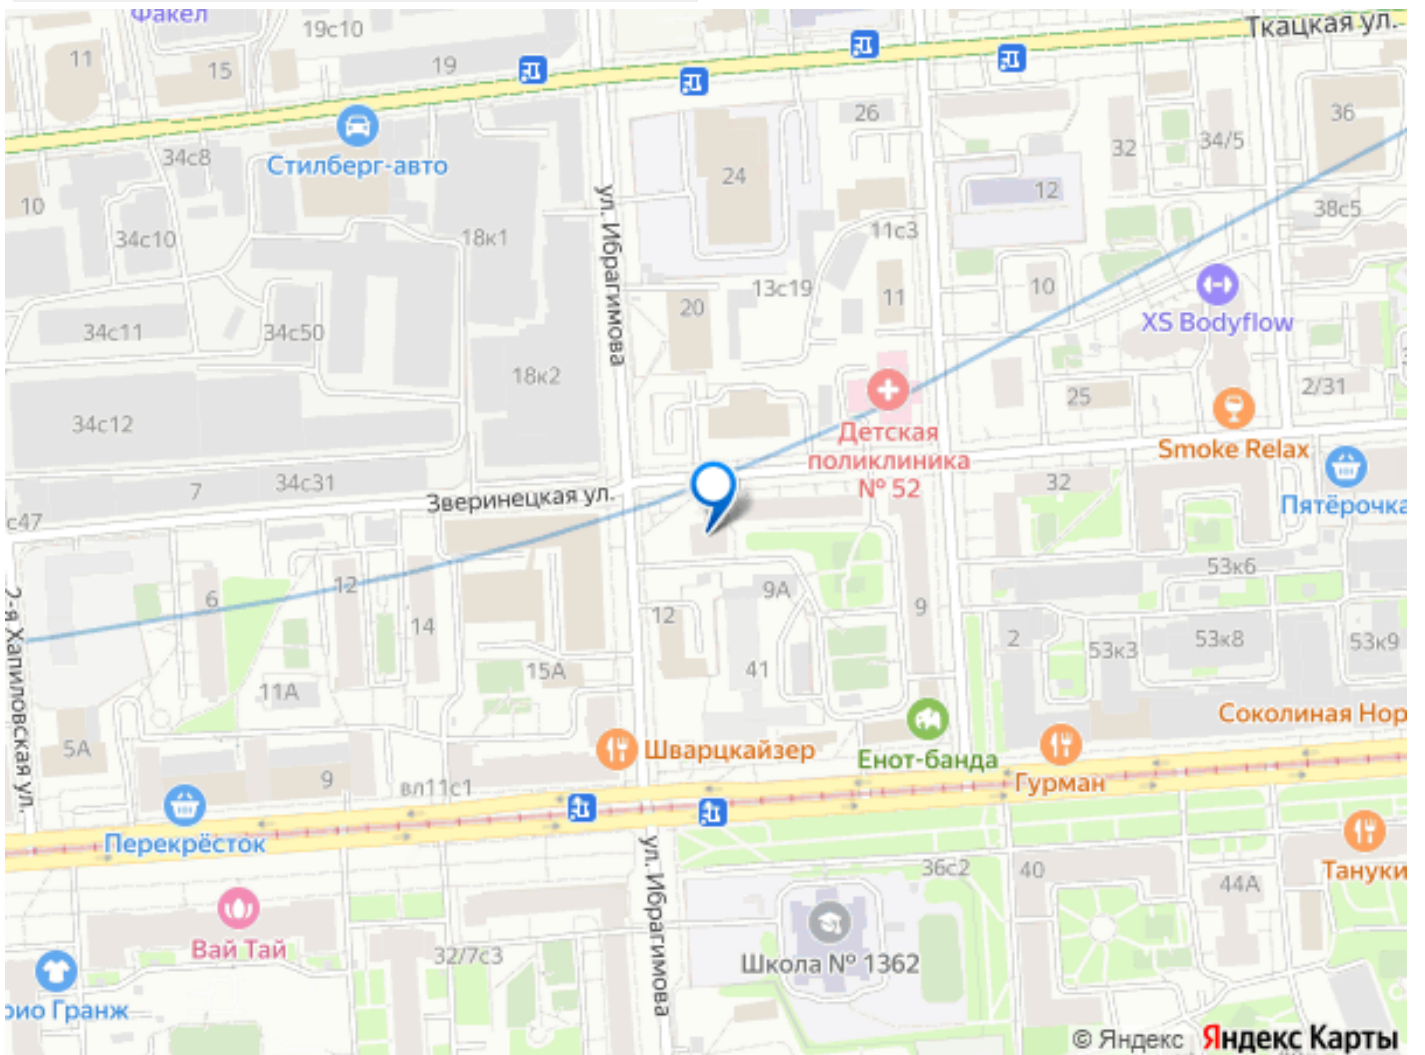 Факел
19с10
Ткацкая ул.
11
15
19
26
36
34с8
Стилберг-авто
24
32
34/5
12
10
34с10
18к1
ул. Ибрагимова
11с3
38с5
13с19
11
10
34с11
34с50
20
XS Bodyflow
18к2
25
2/31
34с12
Детская
поликлиника
№ 52
Smoke Relax
7
34с31
Зверинецкая ул.
32
Пятёрочка
с47
2-я Хапиловская ул.
6
12
14
12
9А
9
53к6
2
53к3
53к8
53к9
11А
15А
41
5А
Шварцкайзер
Енот-банда
Соколиная Нор
Гурман
9
вл11с1
Перекрёсток
ул. Ибрагимова
36с2
40
44А
Тануки
Вай Тай
32/7с3
Школа № 1362
рио Гранж
© Яндекс Яндекс Карты